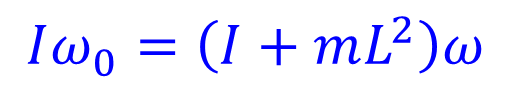 Iω₀ = (I + mL²)ω